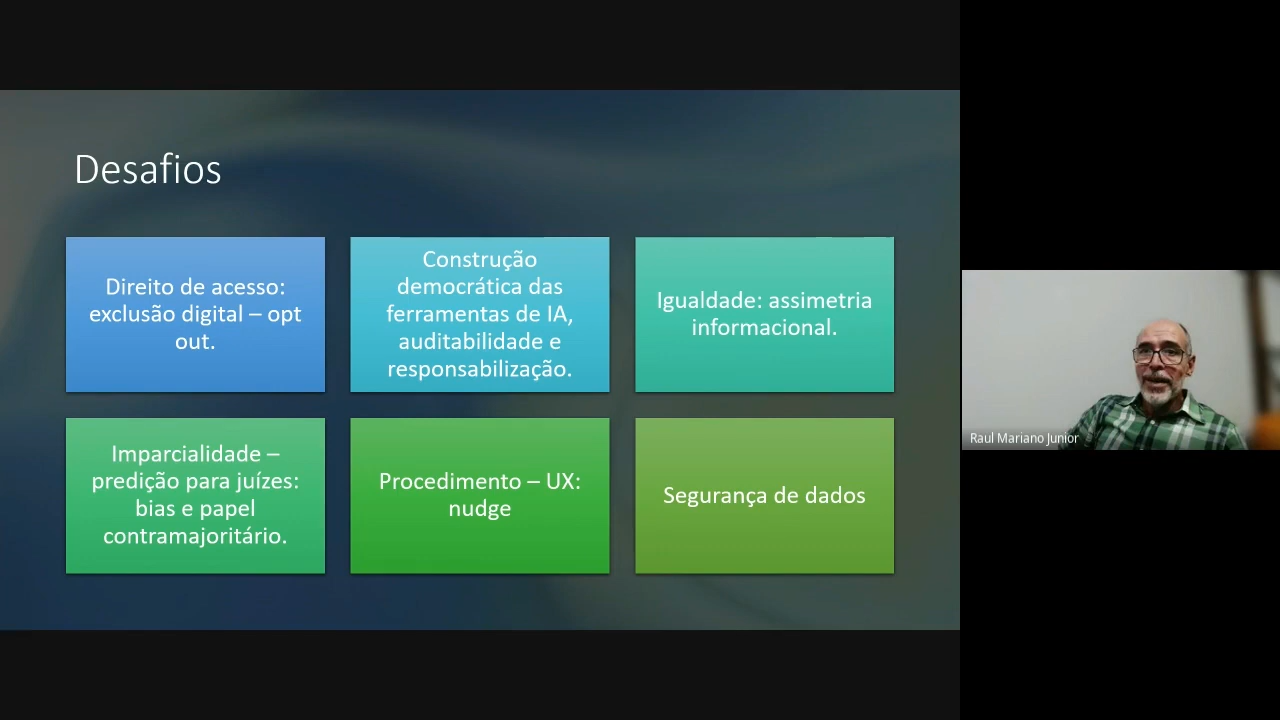 Desafios
Direito de acesso:
exclusão digital – opt
out.
Construção
democrática das
ferramentas de IA,
auditabilidade e
responsabilização.
Igualdade: assimetria
informacional.
Imparcialidade –
predição para juízes:
bias e papel
contramajoritário.
Procedimento – UX:
nudge
Segurança de dados
Raul Mariano Junior